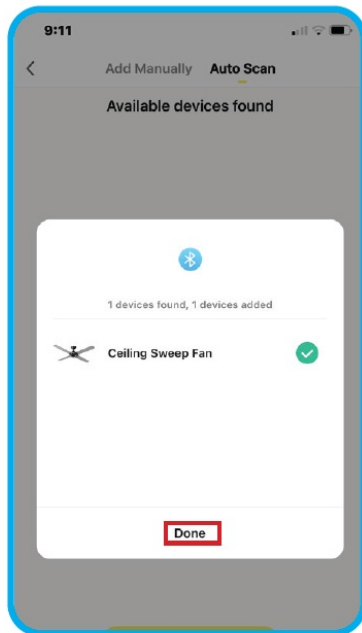 9:11
Add Manually Auto Scan
Available devices found
1 devices found, 1 devices added
Ceiling Sweep Fan
Done